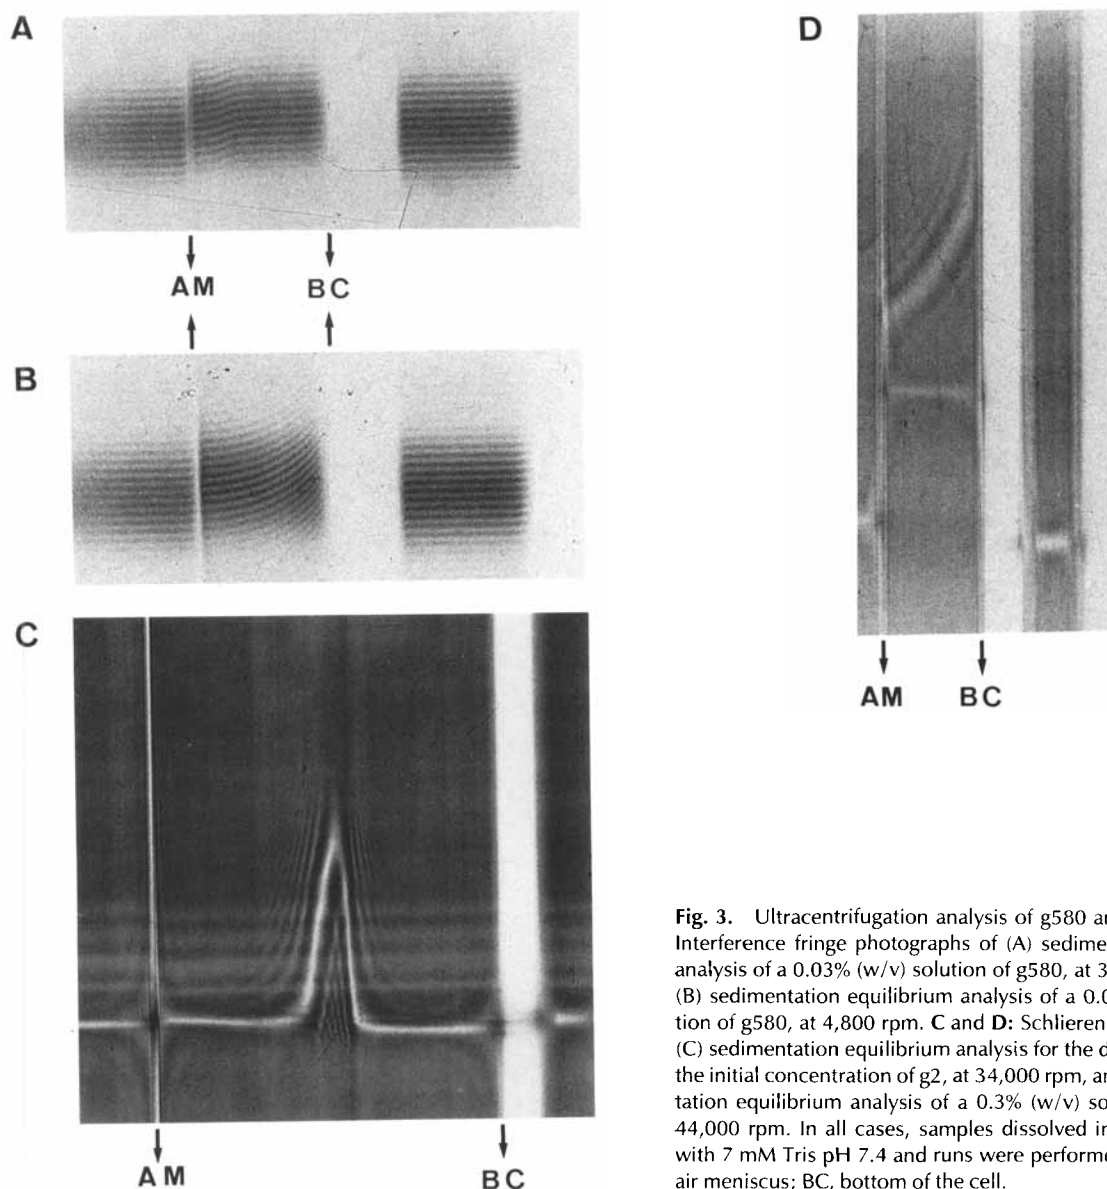 A
D
AM BC
B
C
AM BC
AM BC
Fig. 3. Ultracentrifugation analysis of g580 an
Interference fringe photographs of (A) sedime
analysis of a 0.03% (w/v) solution of g580, at 3
(B) sedimentation equilibrium analysis of a 0.0
tion of g580, at 4,800 rpm. C and D: Schlieren
(C) sedimentation equilibrium analysis for the d
the initial concentration of g2, at 34,000 rpm, an
tation equilibrium analysis of a 0.3% (w/v) so
44,000 rpm. In all cases, samples dissolved in
with 7 mM Tris pH 7.4 and runs were performe
air meniscus; BC, bottom of the cell.